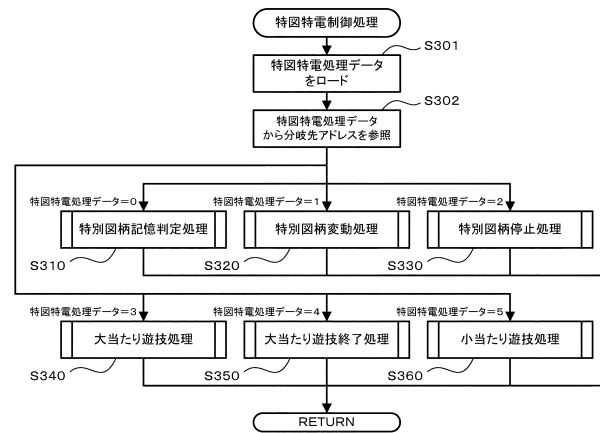 特図特電制御処理
特図特電処理データ
をロード
S301
特図特電処理データ
から分岐先アドレスを参照
S302
特図特電処理データ=0
特図特電処理データ=1
特図特電処理データ=2
特別図柄記憶判定処理
特別図柄変動処理
特別図柄停止処理
S310
S320
S330
特図特電処理データ=3
特図特電処理データ=4
特図特電処理データ=5
大当たり遊技処理
大当たり遊技終了処理
小当たり遊技処理
S340
S350
S360
RETURN